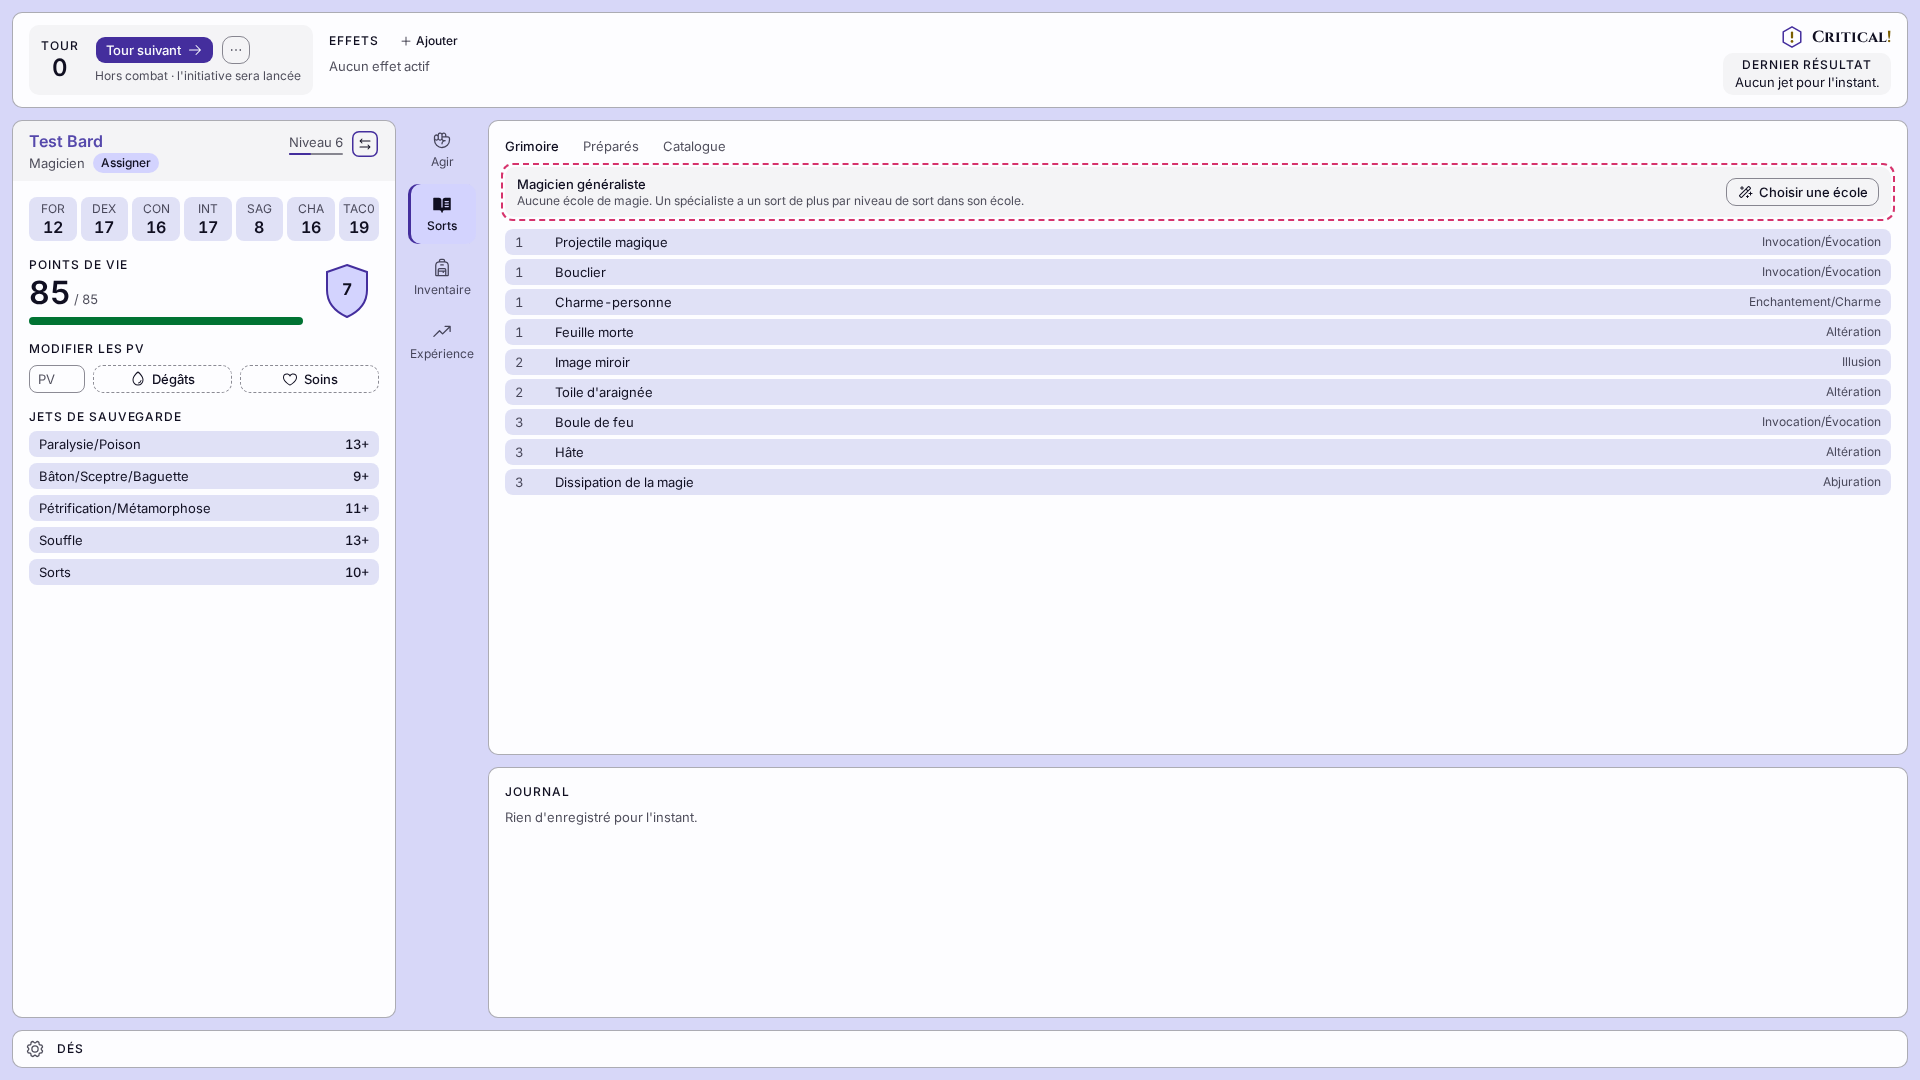 TOUR
0
Tour suivant
Hors combat · l'initiative sera lancée
EFFETS
Ajouter
Aucun effet actif
Critical!
DERNIER RÉSULTAT
Aucun jet pour l'instant.
Test Bard
Magicien
Assigner
Niveau 6
FOR
12
DEX
17
CON
16
INT
17
SAG
8
CHA
16
TAC0
19
POINTS DE VIE
85 / 85
7
MODIFIER LES PV
PV
Dégâts
Soins
JETS DE SAUVEGARDE
Paralysie/Poison 13+
Bâton/Sceptre/Baguette 9+
Pétrification/Métamorphose 11+
Souffle 13+
Sorts 10+
Agir
Sorts
Inventaire
Expérience
Grimoire Préparés Catalogue
Magicien généraliste
Aucune école de magie. Un spécialiste a un sort de plus par niveau de sort dans son école.
Choisir une école
1 Projectile magique Invocation/Évocation
1 Bouclier Invocation/Évocation
1 Charme-personne Enchantement/Charme
1 Feuille morte Altération
2 Image miroir Illusion
2 Toile d'araignée Altération
3 Boule de feu Invocation/Évocation
3 Hâte Altération
3 Dissipation de la magie Abjuration
JOURNAL
Rien d'enregistré pour l'instant.
DÉS